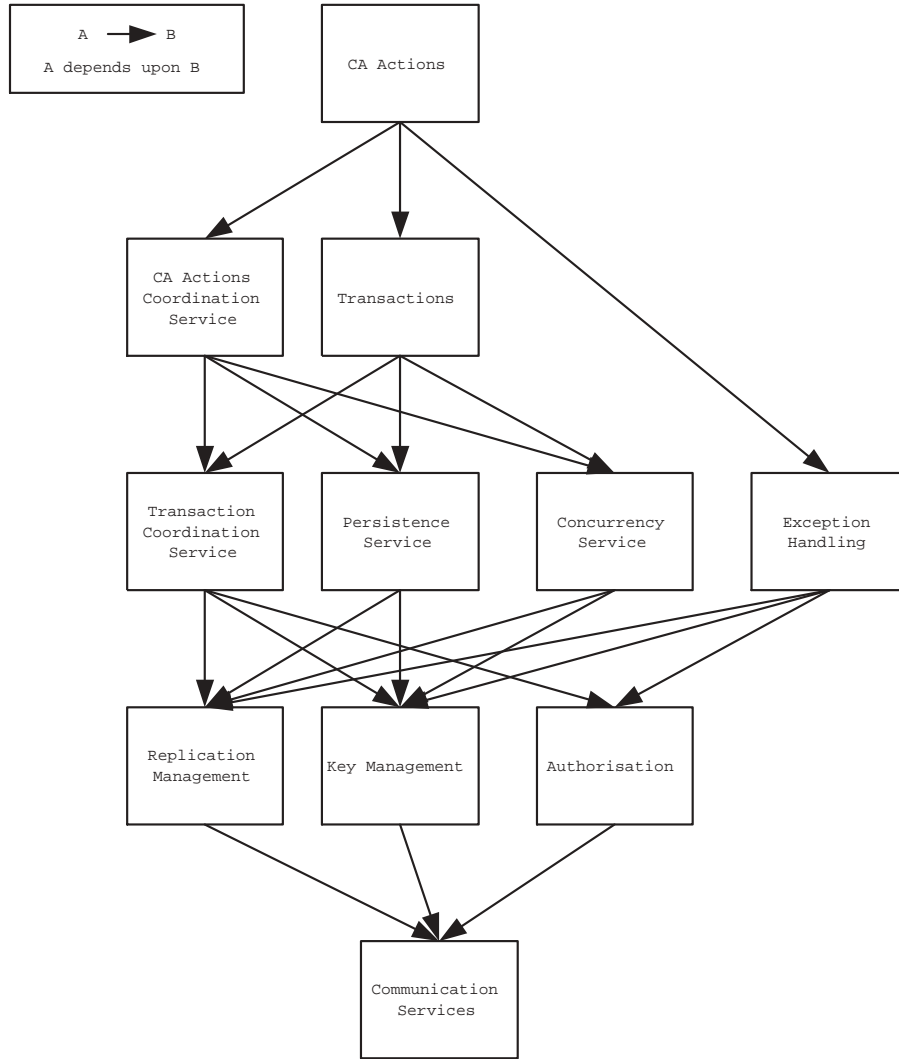 A B
A depends upon B
CA Actions
CA Actions
Coordination
Service
Transactions
Transaction
Coordination
Service
Persistence
Service
Concurrency
Service
Exception
Handling
Replication
Management
Key Management
Authorisation
Communication
Services